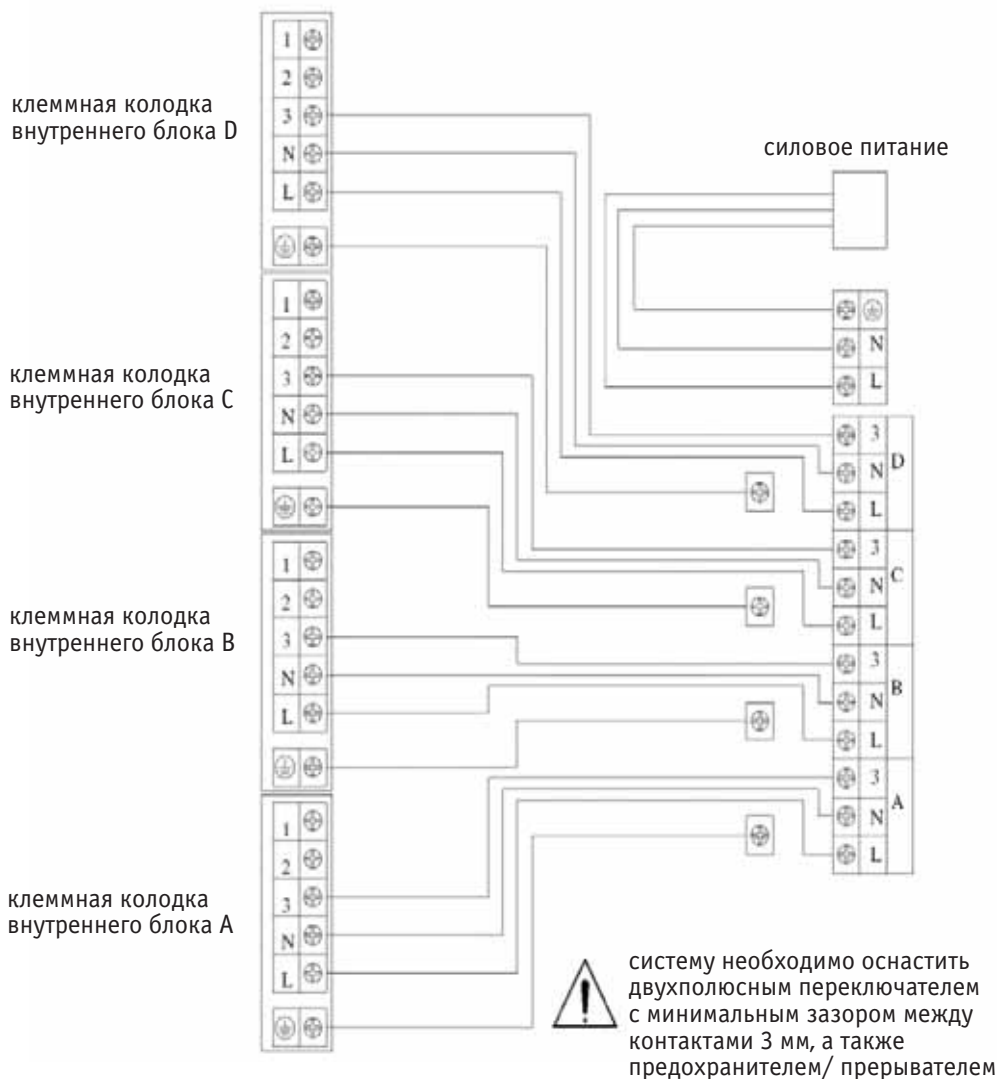 клеммная колодка
внутреннего блока D
1
2
3
N
L
клеммная колодка
внутреннего блока C
1
2
3
N
L
клеммная колодка
внутреннего блока B
1
2
3
N
L
клеммная колодка
внутреннего блока A
1
2
3
N
L
силовое питание
N
L
3
N
L
D
3
N
L
C
3
N
L
B
3
N
L
A
систему необходимо оснастить
двухполюсным переключателем
с минимальным зазором между
контактами 3 мм, а также
предохранителем/ прерывателем